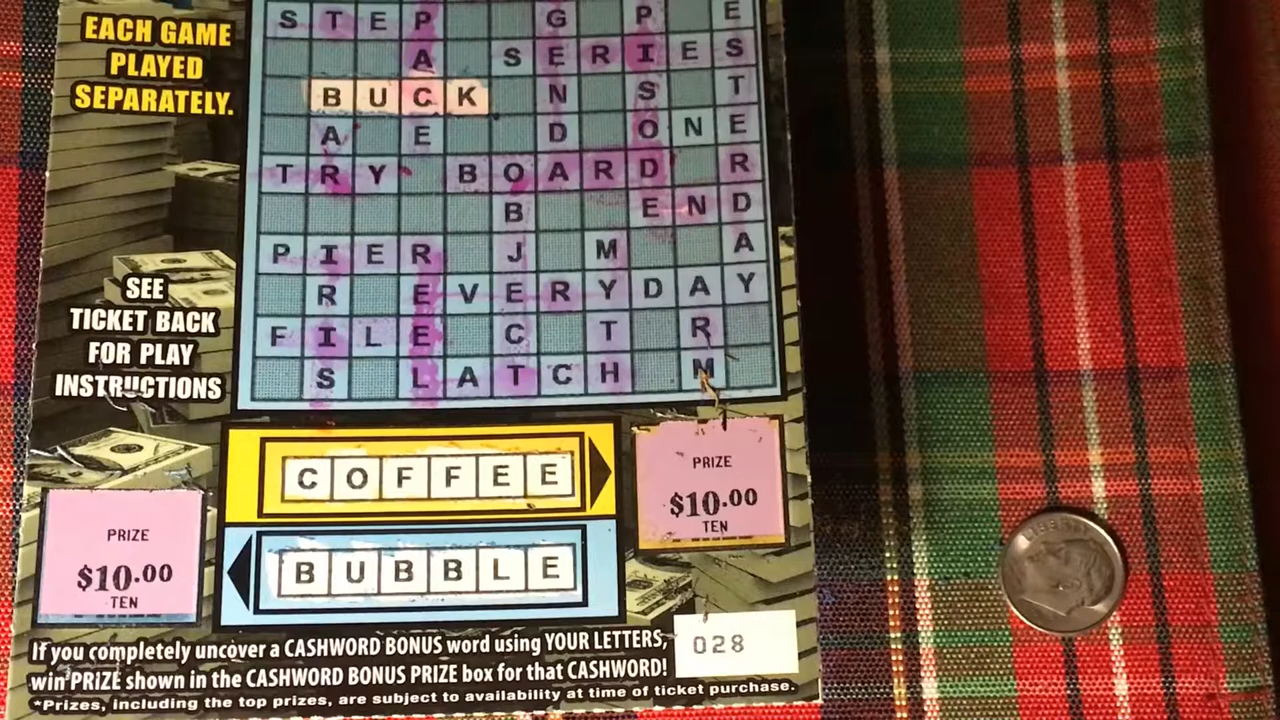 EACH GAME
PLAYED
SEPARATELY.
S T E P G P E
A S E R I E S
B U C K N S T
A E D O N E
T R Y B O A R D R
B E N D
P I E R J M A
R E V E R Y D A Y
F I L E C T R
S L A T C H M
SEE
TICKET BACK
FOR PLAY
INSTRUCTIONS
COFFEE
PRIZE
$10.00
TEN
PRIZE
$10.00
TEN
BUBBLE
If you completely uncover a CASHWORD BONUS word using YOUR LETTERS,
win PRIZE shown in the CASHWORD BONUS PRIZE box for that CASHWORD!
028
*Prizes, including the top prizes, are subject to availability at time of ticket purchase.